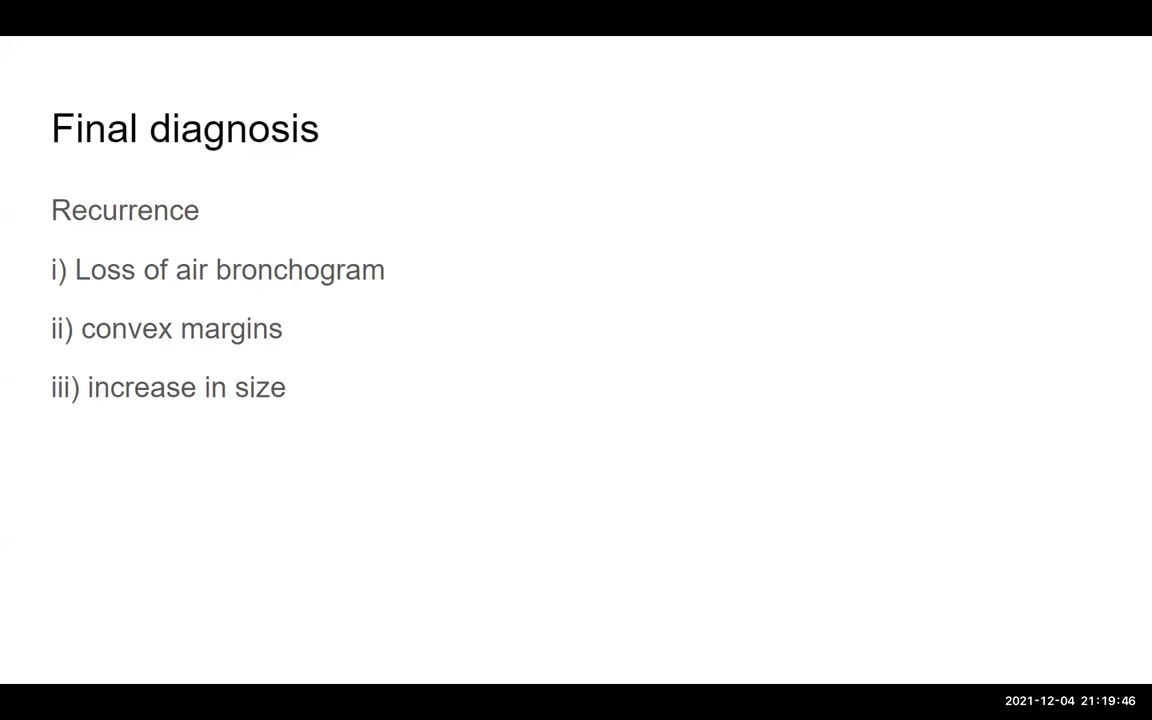 Final diagnosis
Recurrence
i) Loss of air bronchogram
ii) convex margins
iii) increase in size
2021-12-04 21:19:46